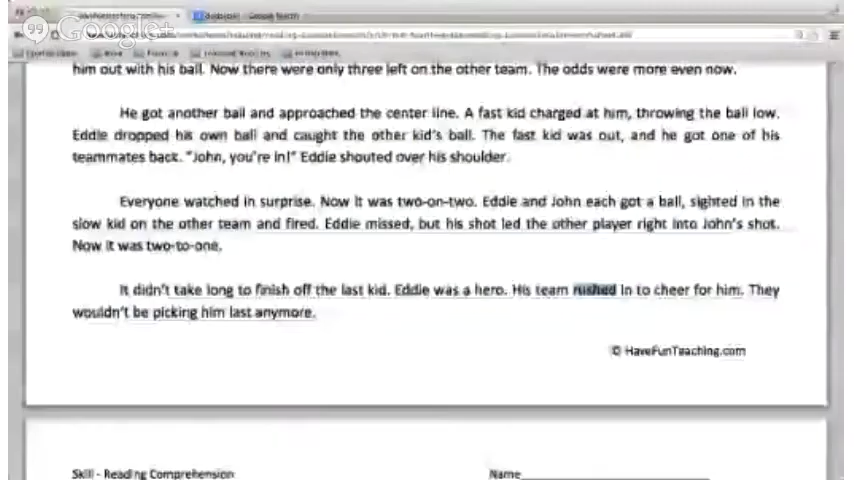 Google+
him out with his ball. Now there were only three left on the other team. The odds were more even now.
He got another ball and approached the center line. A fast kid charged at him, throwing the ball low.
Eddie dropped his own ball and caught the other kid's ball. The fast kid was out, and he got one of his
teammates back. "John, you're in!" Eddie shouted over his shoulder.
Everyone watched in surprise. Now it was two-on-two. Eddie and John each got a ball, sighted in the
slow kid on the other team and fired. Eddie missed, but his shot led the other player right into John's shot.
Now it was two-to-one.
It didn't take long to finish off the last kid. Eddie was a hero. His team rushed in to cheer for him. They
wouldn't be picking him last anymore.
© HaveFunTeaching.com
Skill - Reading Comprehension Name